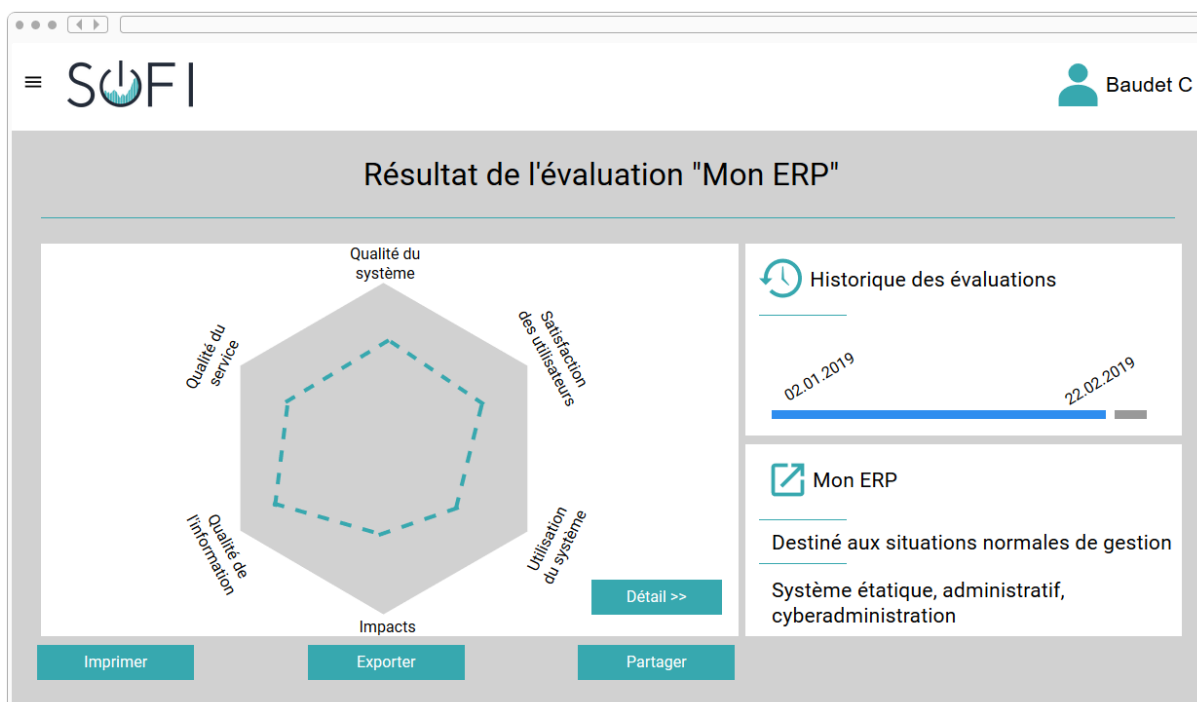 SOFI
Baudet C
Résultat de l'évaluation "Mon ERP"
Qualité du
système
Satisfaction
des utilisateurs
Utilisation
du système
Impacts
Qualité de
l'information
Qualité du
service
Détail >>
Historique des évaluations
02.01.2019
22.02.2019
Mon ERP
Destiné aux situations normales de gestion
Système étatique, administratif,
cyberadministration
Imprimer
Exporter
Partager